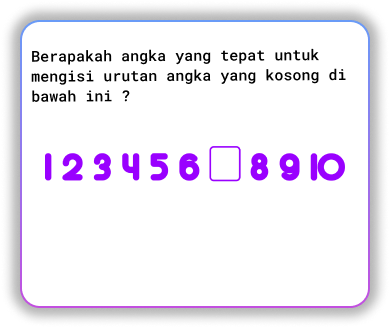 Berapakah angka yang tepat untuk
mengisi urutan angka yang kosong di
bawah ini ?
1 2 3 4 5 6 8 9 10